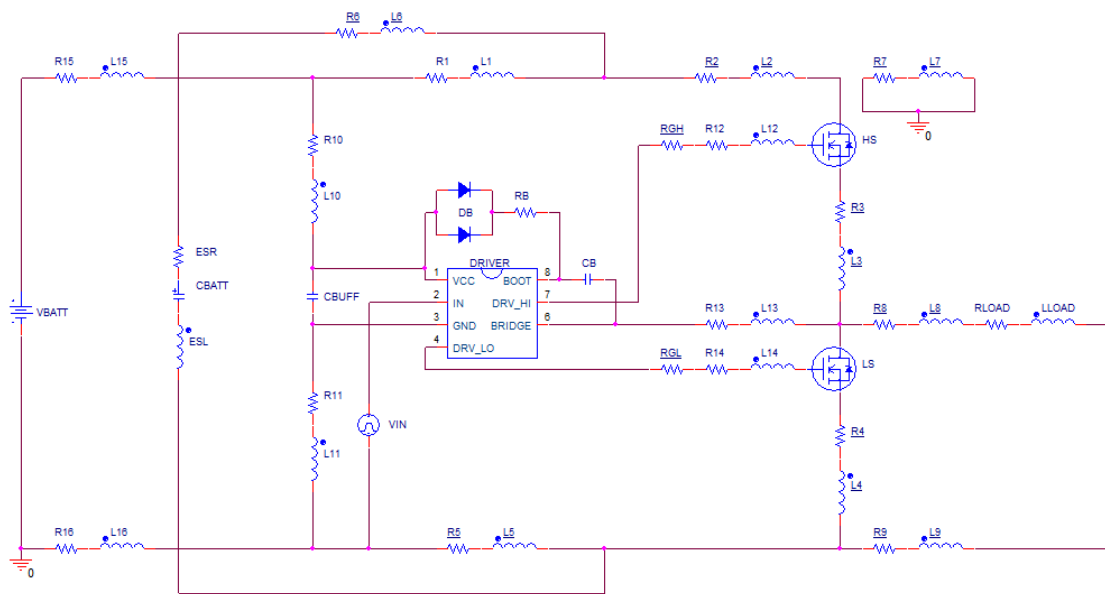 R6 L6
R15 L15 R1 L1 R2 L2 R7 L7
0
R10 RGH R12 L12 HS
L10
DB RB
R3
ESR
DRIVER CB L3
1 VCC BOOT 8
CBATT CBUFF
2 IN DRV_HI 7
VBATT
3 GND BRIDGE 6 R13 L13 R8 L8 RLOAD LLOAD
ESL
4 DRV_LO
RGL R14 L14 LS
R11
VIN R4
L11
L4
R16 L16 R5 L5 R9 L9
0